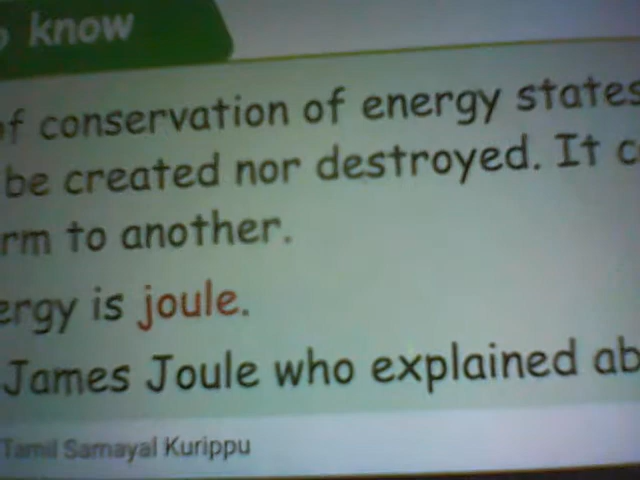 know
of conservation of energy states
be created nor destroyed. It c
rm to another.
ergy is joule.
James Joule who explained ab
Tamil Samayal Kurippu